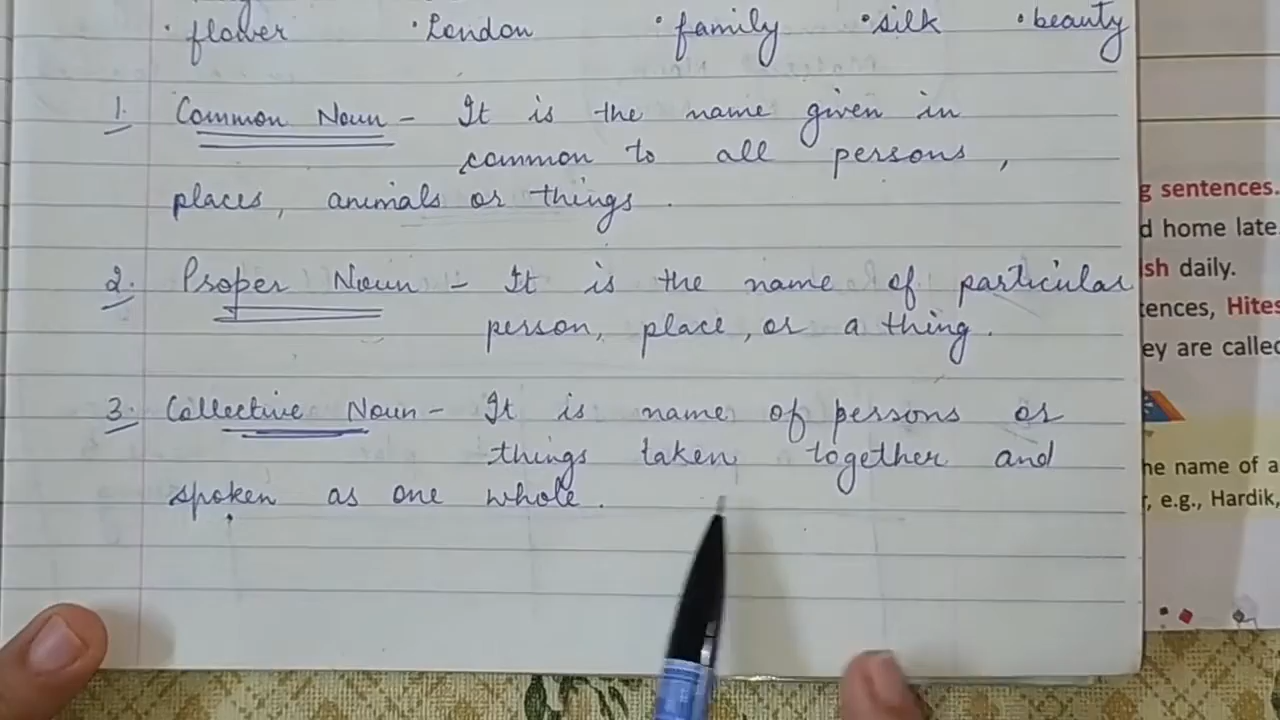 · flower · London · family · silk · beauty
1. Common Noun - It is the name given in
common to all persons,
places, animals or things.
2. Proper Noun - It is the name of particular
person, place, or a thing.
3. Collective Noun - It is name of persons or
things taken together and
spoken as one whole.
g sentences.
d home late.
sh daily.
tences, Hites
ey are called
he name of a
, e.g., Hardik,